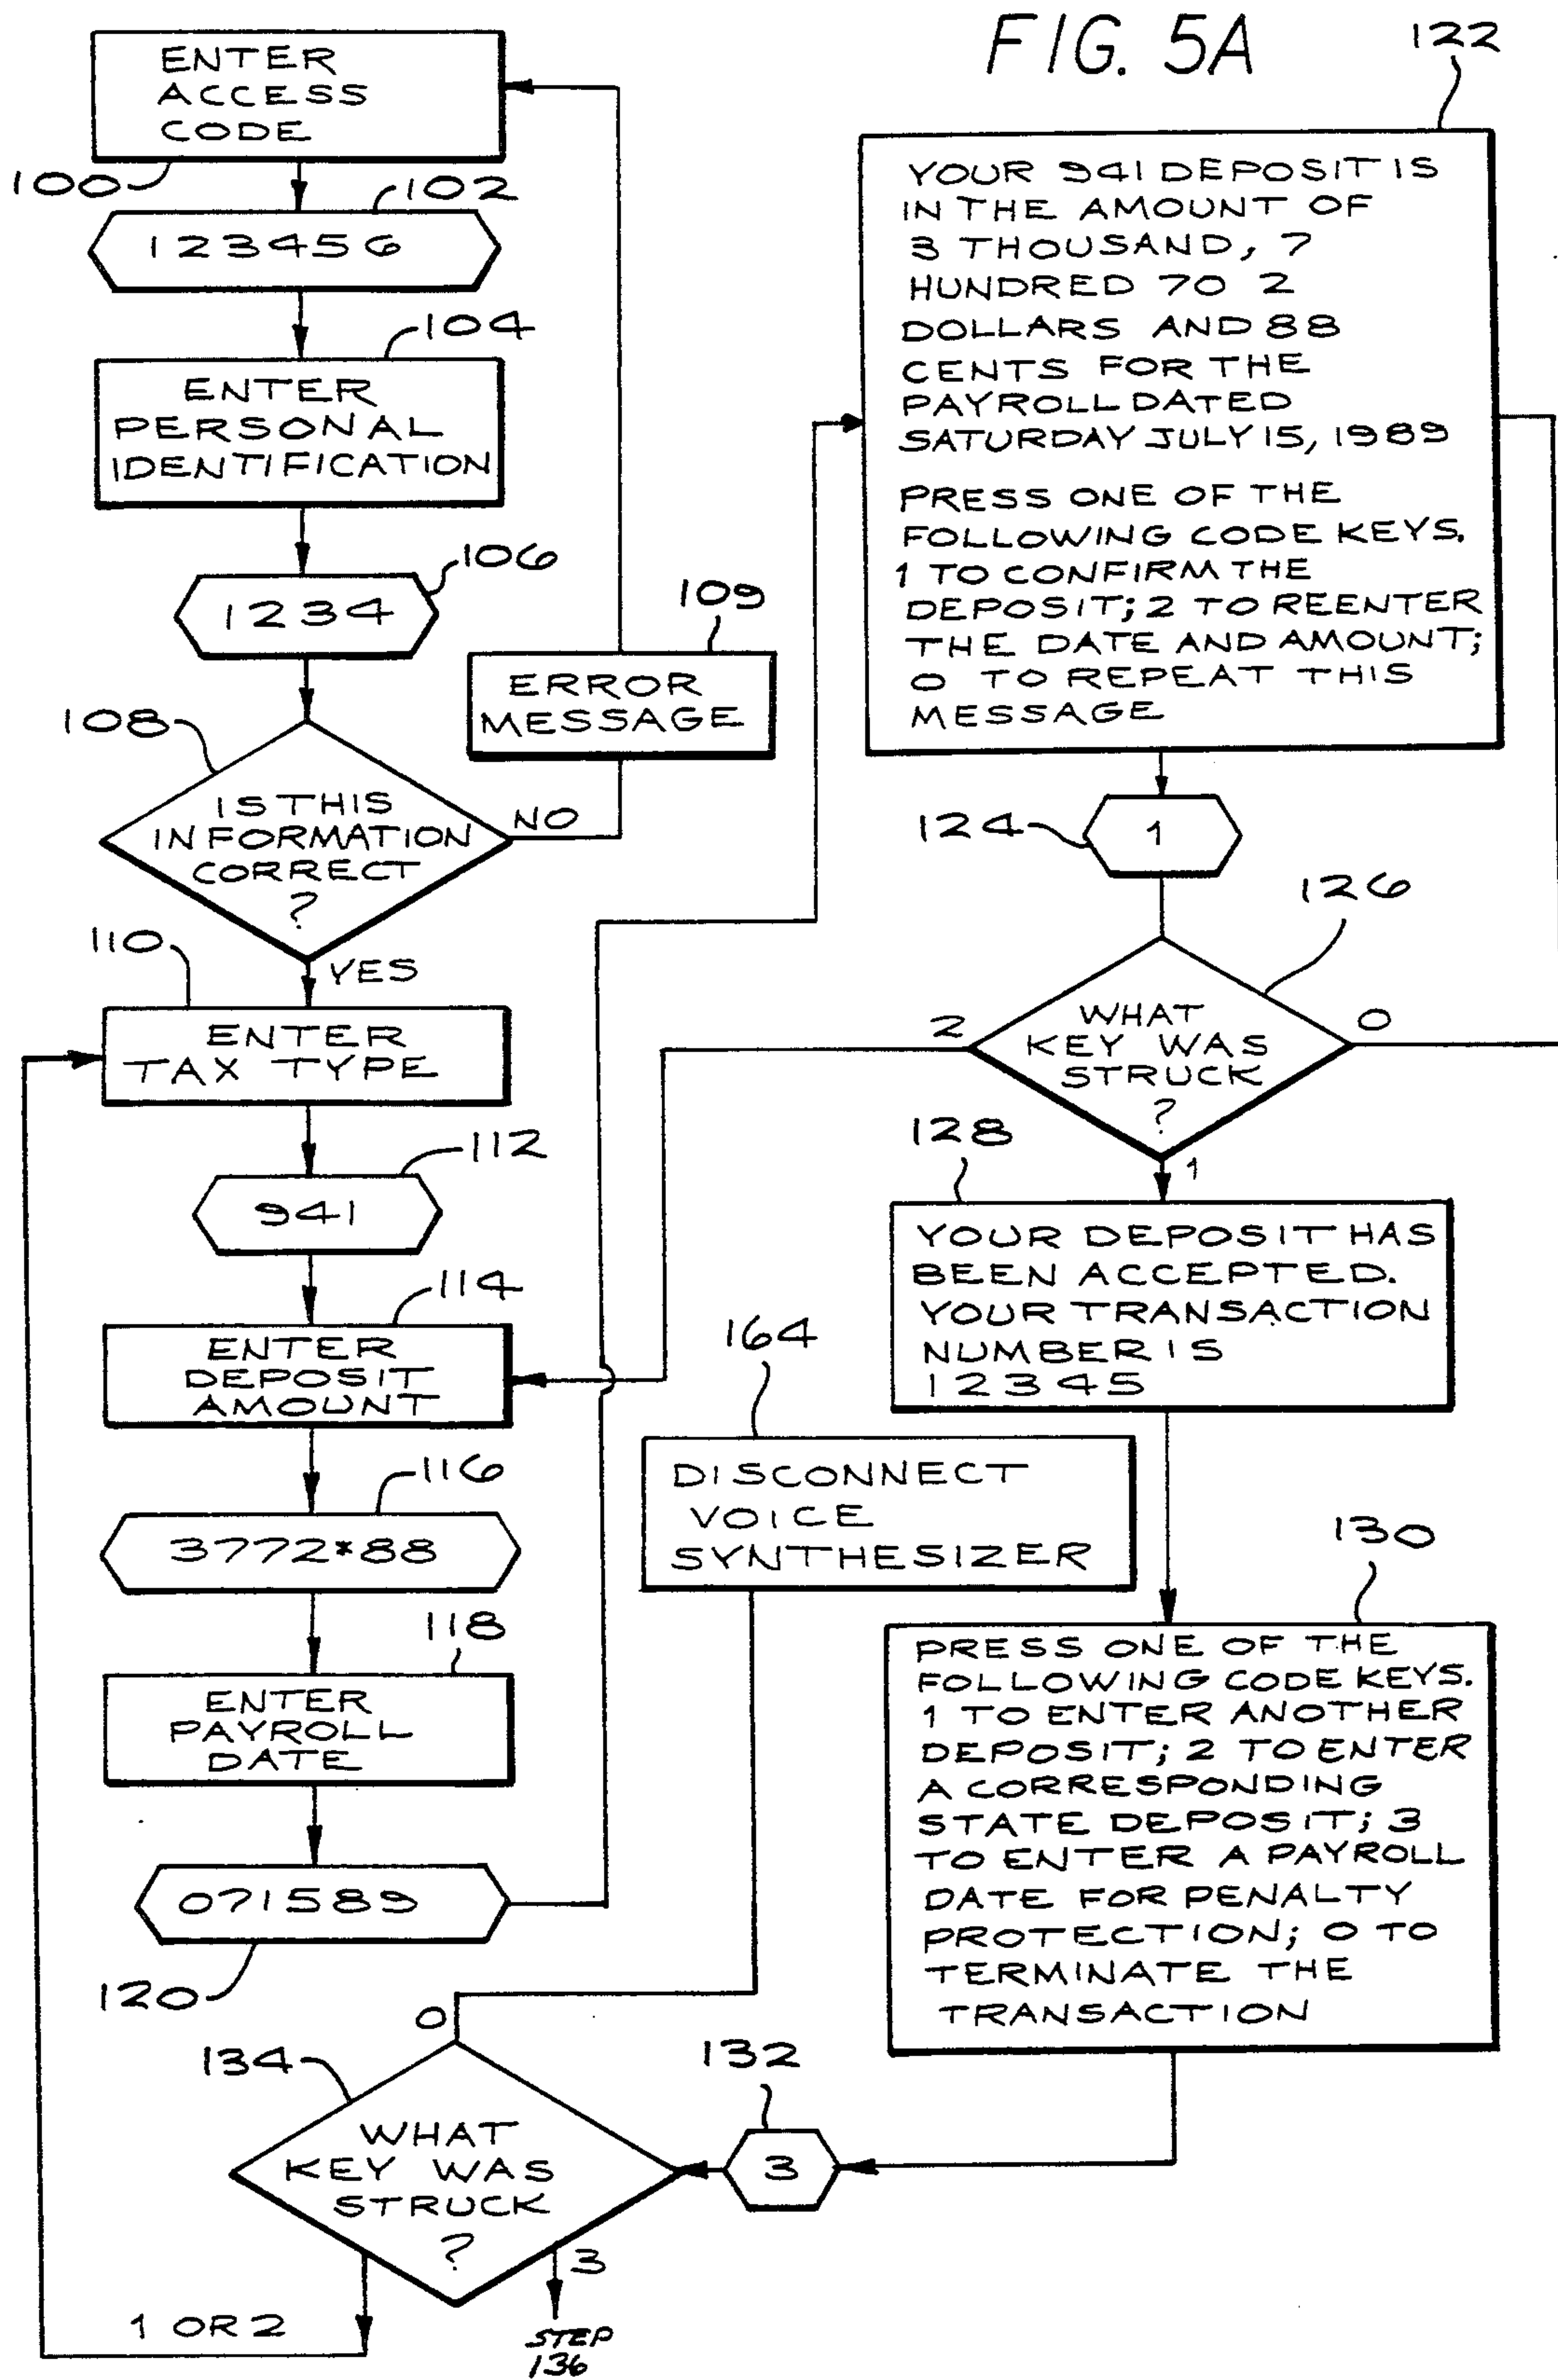 FIG. 5A
ENTER
ACCESS
CODE
100
102
123456
104
ENTER
PERSONAL
IDENTIFICATION
106
1234
109
ERROR
MESSAGE
108
IS THIS
INFORMATION
CORRECT
?
NO
YES
110
ENTER
TAX TYPE
112
941
114
ENTER
DEPOSIT
AMOUNT
116
3772*88
118
ENTER
PAYROLL
DATE
071589
120
122
YOUR 941 DEPOSIT IS
IN THE AMOUNT OF
3 THOUSAND, 7
HUNDRED 70 2
DOLLARS AND 88
CENTS FOR THE
PAYROLL DATED
SATURDAY JULY 15, 1989
PRESS ONE OF THE
FOLLOWING CODE KEYS.
1 TO CONFIRM THE
DEPOSIT; 2 TO REENTER
THE DATE AND AMOUNT;
0 TO REPEAT THIS
MESSAGE
124
1
126
WHAT
KEY WAS
STRUCK
?
2
0
1
128
YOUR DEPOSIT HAS
BEEN ACCEPTED.
YOUR TRANSACTION
NUMBER IS
12345
164
DISCONNECT
VOICE
SYNTHESIZER
130
PRESS ONE OF THE
FOLLOWING CODE KEYS.
1 TO ENTER ANOTHER
DEPOSIT; 2 TO ENTER
A CORRESPONDING
STATE DEPOSIT; 3
TO ENTER A PAYROLL
DATE FOR PENALTY
PROTECTION; 0 TO
TERMINATE THE
TRANSACTION
132
3
134
0
WHAT
KEY WAS
STRUCK
?
3
1 OR 2
STEP
136